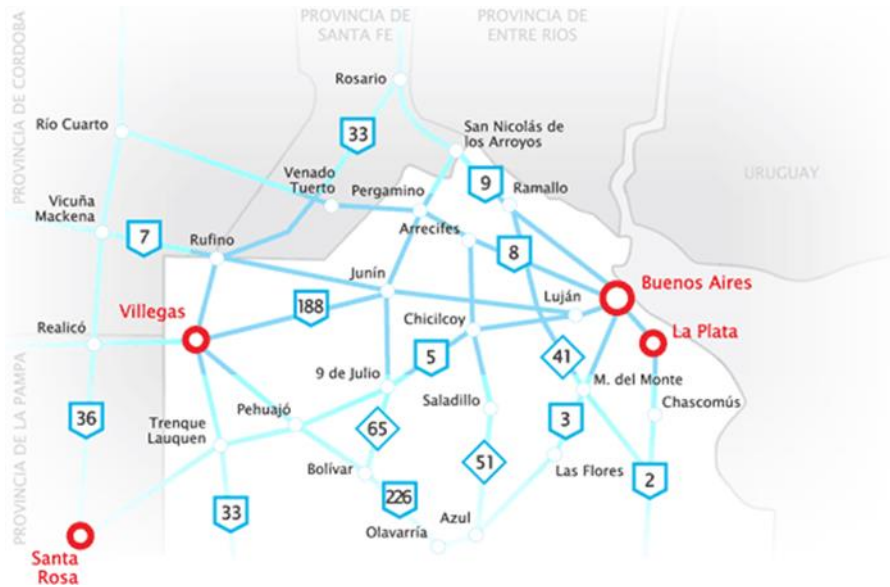 PROVINCIA DE
SANTA FE
PROVINCIA DE
ENTRE RIOS
PROVINCIA DE CORDOBA
Rosario
Río Cuarto
33
San Nicolás de
los Arroyos
Venado
Tuerto
Pergamino
9
Ramallo
URUGUAY
Vicuña
Mackena
7
Rufino
Arrecifes
8
Junín
Buenos Aires
Villegas
188
Luján
Realicó
Chicilcoy
La Plata
5
41
9 de Julio
M. del Monte
36
Trenque
Lauquen
Pehuajó
65
Saladillo
3
Chascomús
PROVINCIA DE LA PAMPA
Bolívar
51
Las Flores
2
33
226
Azul
Olavarría
Santa
Rosa